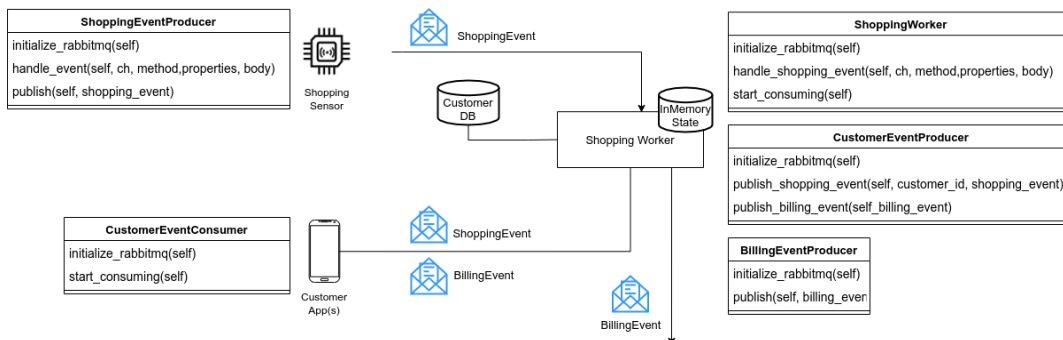 ShoppingEventProducer
initialize_rabbitmq(self)
handle_event(self, ch, method,properties, body)
publish(self, shopping_event)
Shopping
Sensor
ShoppingEvent
Customer
DB
InMemory
State
Shopping Worker
ShoppingWorker
initialize_rabbitmq(self)
handle_shopping_event(self, ch, method,properties, body)
start_consuming(self)
CustomerEventProducer
initialize_rabbitmq(self)
publish_shopping_event(self, customer_id, shopping_event)
publish_billing_event(self_billing_event)
CustomerEventConsumer
initialize_rabbitmq(self)
start_consuming(self)
Customer
App(s)
ShoppingEvent
BillingEvent
BillingEvent
BillingEventProducer
initialize_rabbitmq(self)
publish(self, billing_even